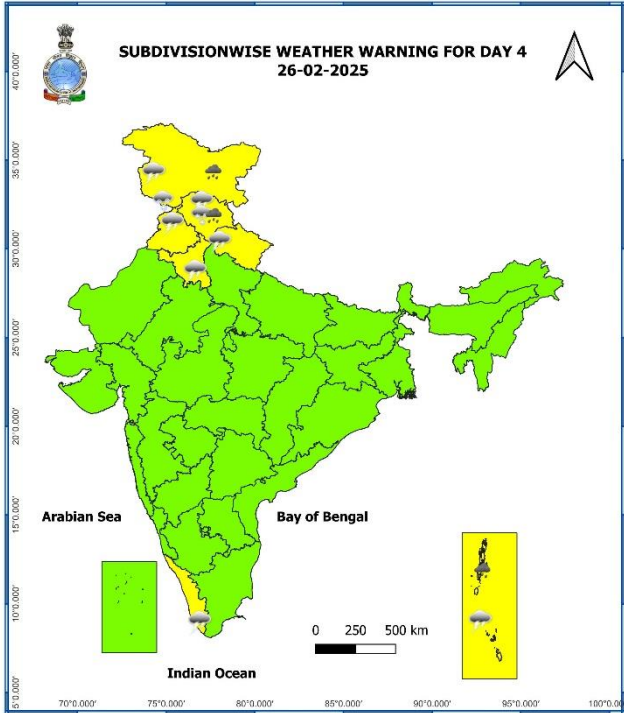 SUBDIVISIONWISE WEATHER WARNING FOR DAY 4
26-02-2025
40°0.000'
35°0.000'
30°0.000'
25°0.000'
20°0.000'
15°0.000'
10°0.000'
5°0.000'
Arabian Sea
Bay of Bengal
0 250 500 km
Indian Ocean
70°0.000' 75°0.000' 80°0.000' 85°0.000' 90°0.000' 95°0.000' 100°0.0